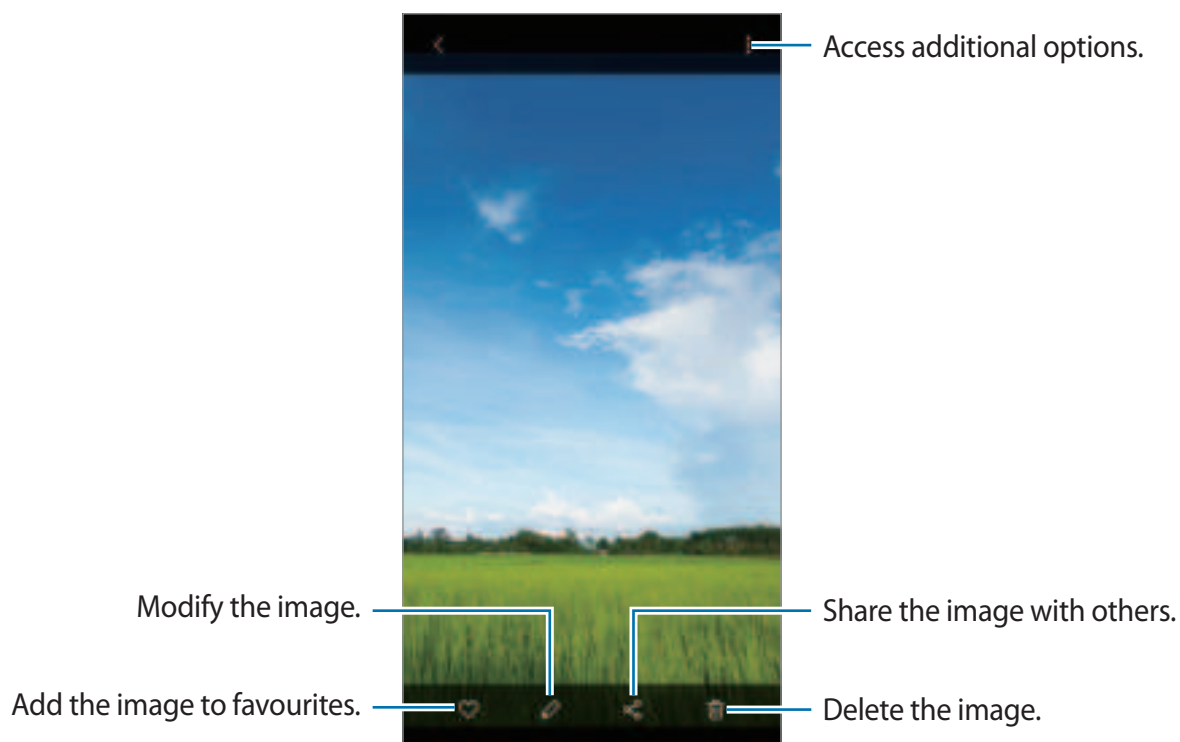 Access additional options.
Modify the image.
Share the image with others.
Add the image to favourites.
Delete the image.